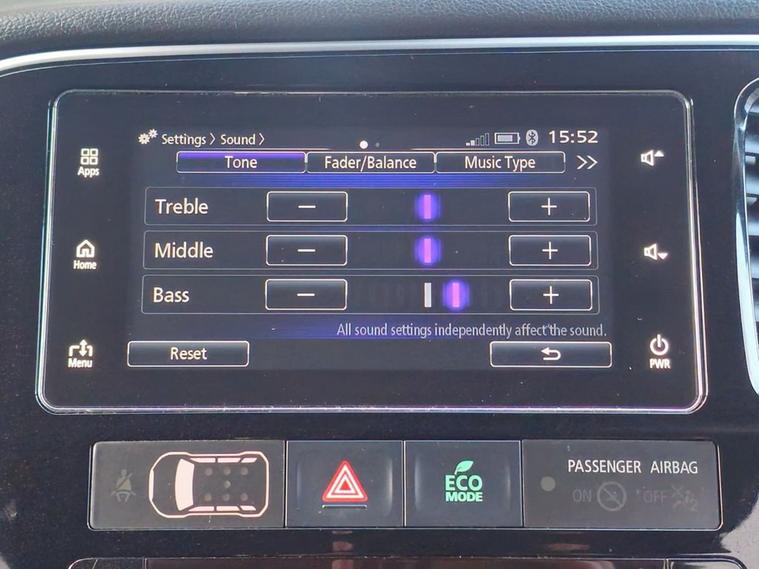 Settings > Sound >
15:52
Tone
Fader/Balance
Music Type
>>
Apps
Treble
− +
Home
Middle
− +
Bass
− +
All sound settings independently affect the sound.
Menu
Reset
PWR
ECO
MODE
PASSENGER AIRBAG
ON OFF
2